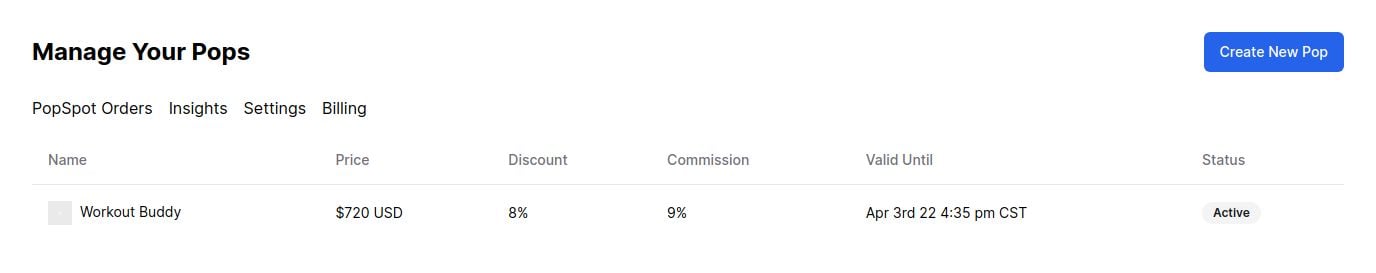 Manage Your Pops
Create New Pop
PopSpot Orders Insights Settings Billing
Name Price Discount Commission Valid Until Status
Workout Buddy $720 USD 8% 9% Apr 3rd 22 4:35 pm CST Active